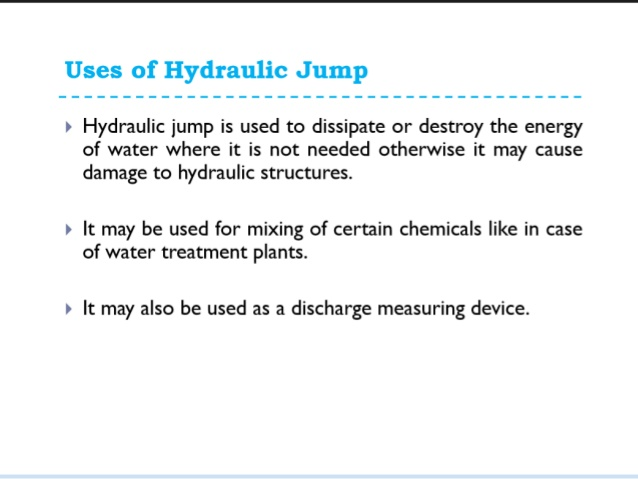 Uses of Hydraulic Jump
Hydraulic jump is used to dissipate or destroy the energy
of water where it is not needed otherwise it may cause
damage to hydraulic structures.
It may be used for mixing of certain chemicals like in case
of water treatment plants.
It may also be used as a discharge measuring device.